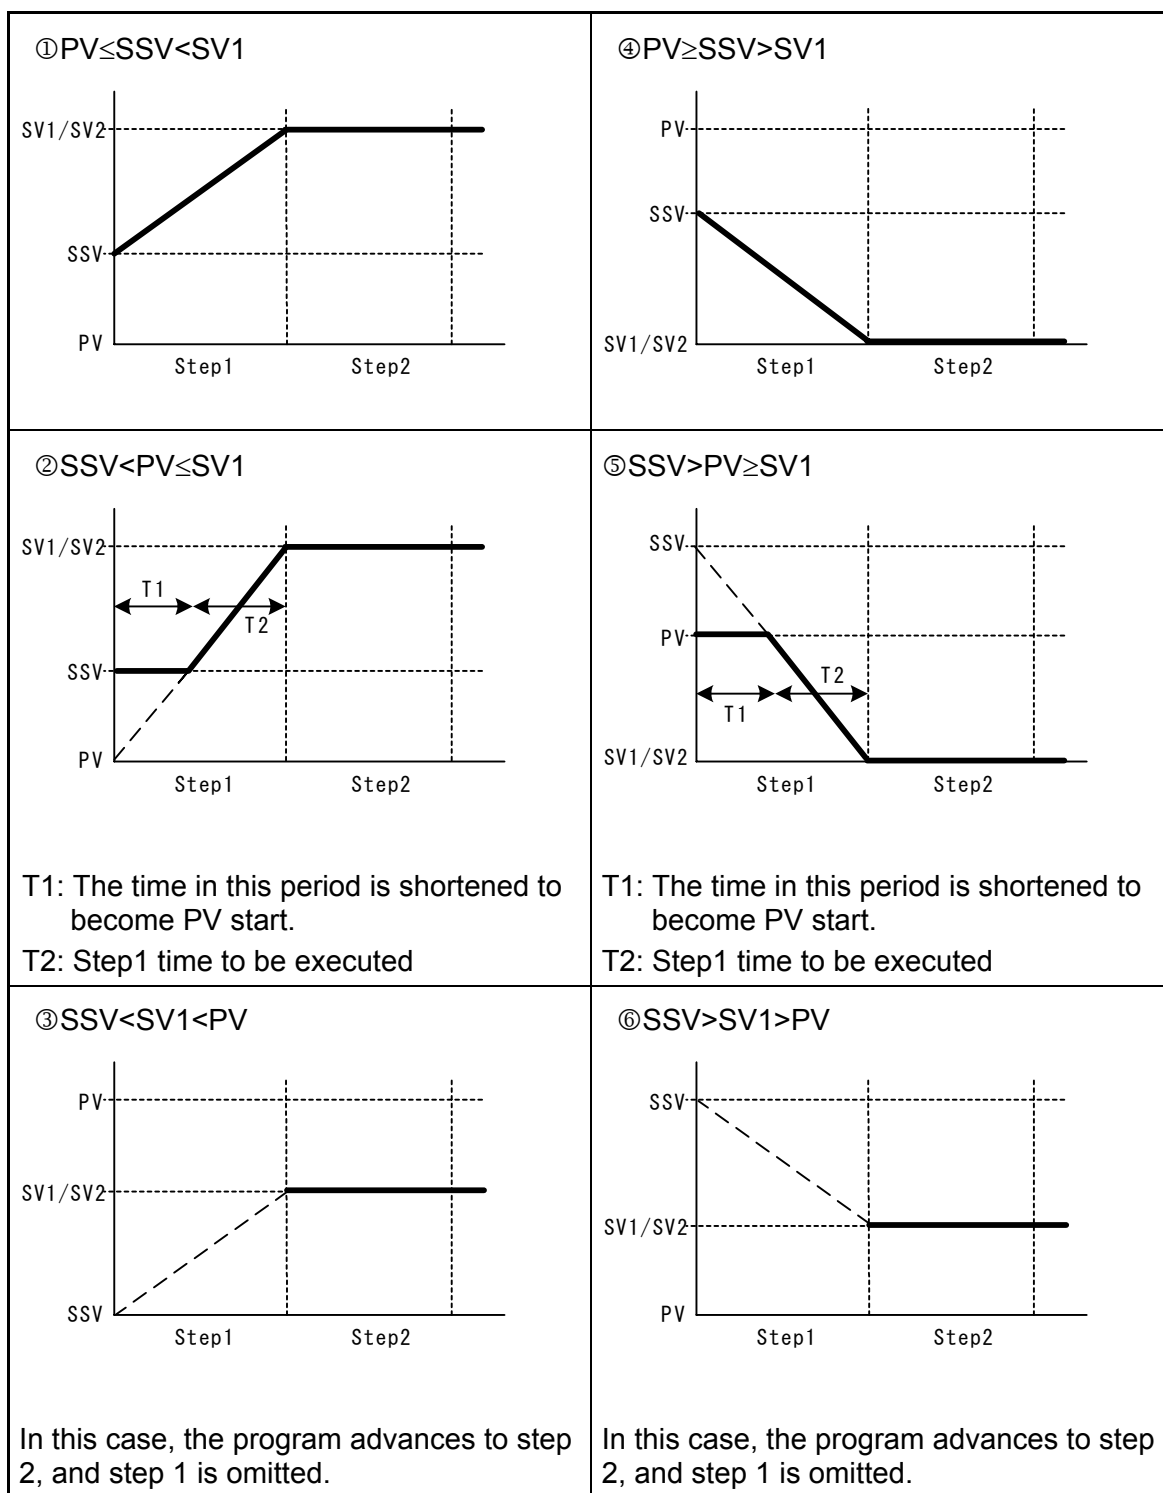 ①PV≤SSV<SV1
SV1/SV2
SSV
PV
Step1 Step2
④PV≥SSV>SV1
PV
SSV
SV1/SV2
Step1 Step2
②SSV<PV≤SV1
SV1/SV2
T1
T2
SSV
PV
Step1 Step2
T1: The time in this period is shortened to
become PV start.
T2: Step1 time to be executed
⑤SSV>PV≥SV1
SSV
PV
T2
T1
SV1/SV2
Step1 Step2
T1: The time in this period is shortened to
become PV start.
T2: Step1 time to be executed
③SSV<SV1<PV
PV
SV1/SV2
SSV
Step1 Step2
In this case, the program advances to step
2, and step 1 is omitted.
⑥SSV>SV1>PV
SSV
SV1/SV2
PV
Step1 Step2
In this case, the program advances to step
2, and step 1 is omitted.